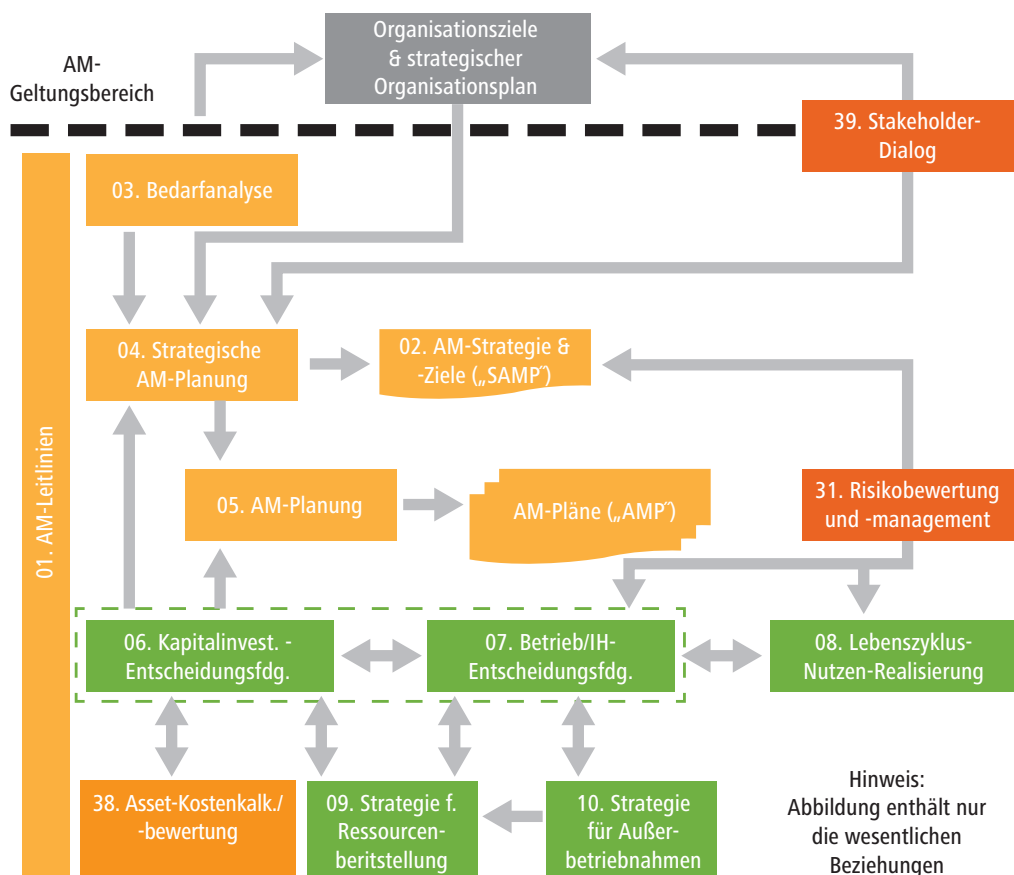 Organisationsziele
& strategischer
Organisationsplan
AM-
Geltungsbereich
39. Stakeholder-
Dialog
03. Bedarfanalyse
04. Strategische
AM-Planung
02. AM-Strategie &
-Ziele („SAMP“)
01. AM-Leitlinien
05. AM-Planung
AM-Pläne („AMP“)
31. Risikobewertung
und -management
06. Kapitalinvest. -
Entscheidungsfdg.
07. Betrieb/IH-
Entscheidungsfdg.
08. Lebenszyklus-
Nutzen-Realisierung
38. Asset-Kostenkalk./
-bewertung
09. Strategie f.
Ressourcen-
beritstellung
10. Strategie
für Außer-
betriebnahmen
Hinweis:
Abbildung enthält nur
die wesentlichen
Beziehungen